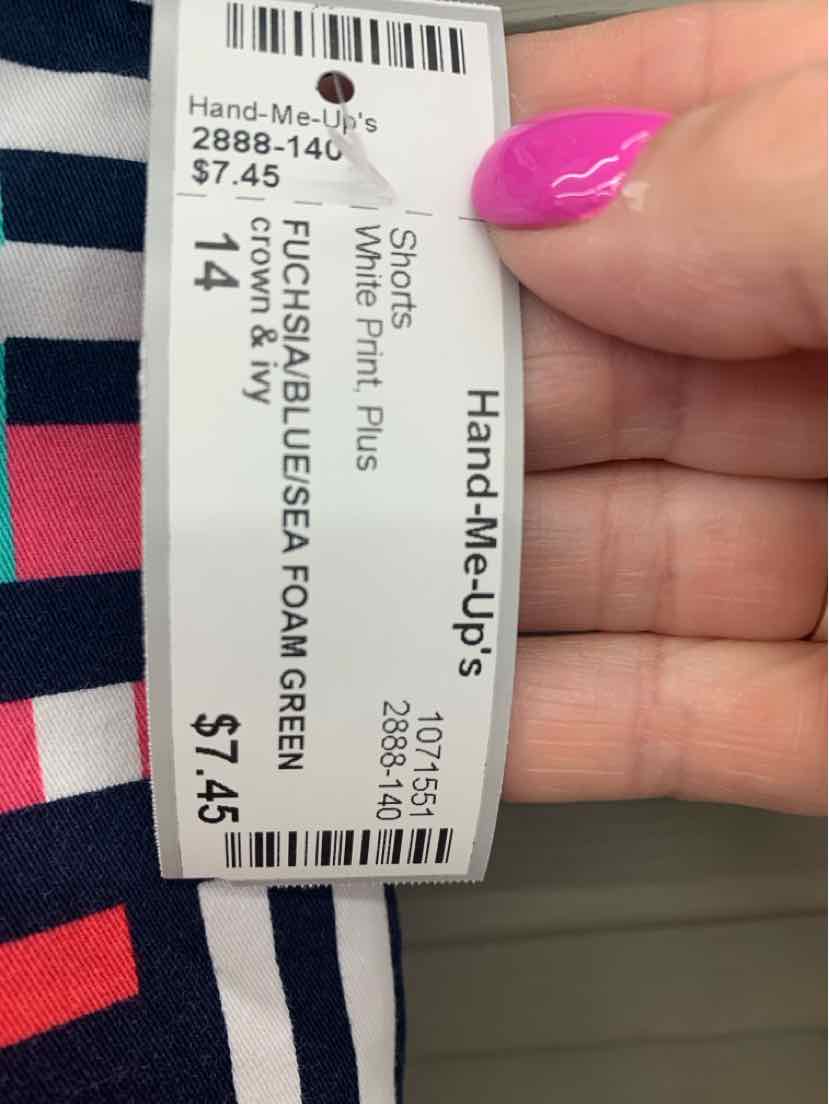 Hand-Me-Up's
2888-140
$7.45
Hand-Me-Up's
1071551
2888-140
Shorts
White Print, Plus
FUCHSIA/BLUE/SEA FOAM GREEN
crown & ivy
14
$7.45